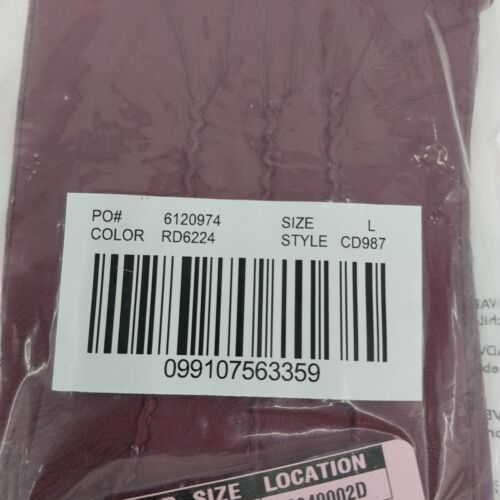 PO# 6120974 SIZE L
COLOR RD6224 STYLE CD987
099107563359
SIZE LOCATION